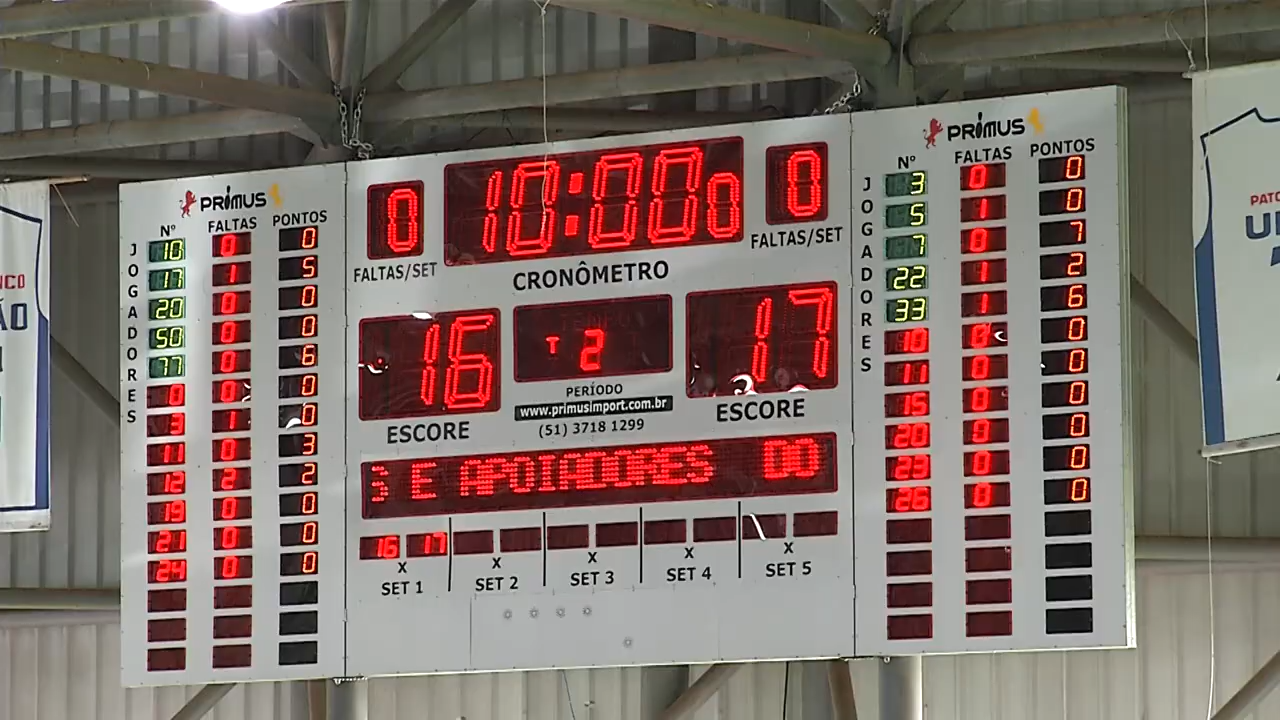 PRIMUS
Nº FALTAS PONTOS
JOGADORES
10 0 0
17 1 5
20 0 0
50 0 0
77 0 6
0 0 0
3 1 0
11 0 3
12 2 2
19 0 0
21 0 0
24 0 0
0 10:00 0 0
FALTAS/SET CRONÔMETRO FALTAS/SET
16 T 2 17
ESCORE PERÍODO ESCORE
www.primusimport.com.br
(51) 3718 1299
S E APOIADORES DO
16 17
X X X X X
SET 1 SET 2 SET 3 SET 4 SET 5
PRIMUS
Nº FALTAS PONTOS
JOGADORES
3 0 0
5 1 0
7 0 7
22 1 2
33 1 6
10 0 0
11 0 0
15 0 0
20 0 0
23 0 0
26 0 0